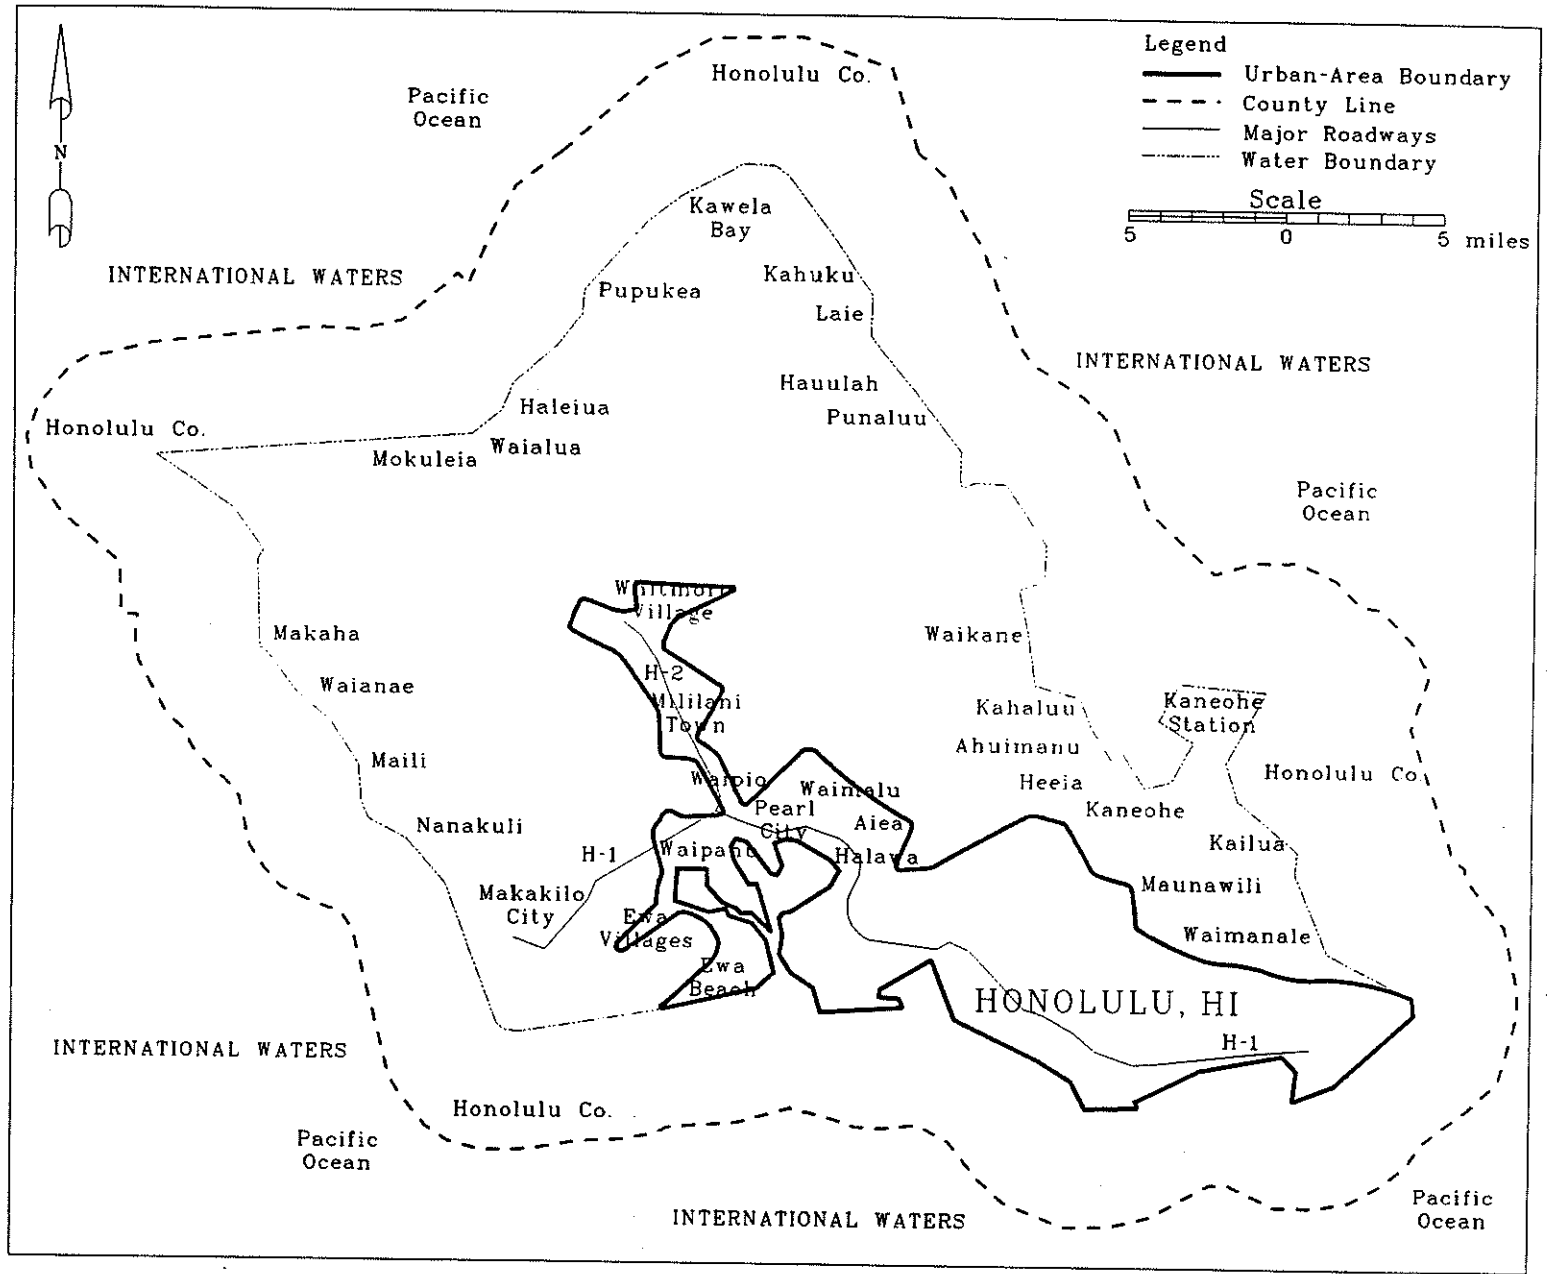 Legend
Urban-Area Boundary
County Line
Major Roadways
Water Boundary
Scale
5 0 5 miles
N
Honolulu Co.
Pacific
Ocean
Kawela
Bay
INTERNATIONAL WATERS
Kahuku
Pupukea
Laie
INTERNATIONAL WATERS
Hauulah
Haleiua
Punaluu
Honolulu Co.
Waialua
Mokuleia
Pacific
Ocean
Whitmori
Village
Makaha
Waikane
H-2
Waianae
Mililani
Town
Kahaluu
Kaneohe
Station
Ahuimanu
Maili
Waipio
Waimalu
Heeia
Honolulu Co.
Pearl
City
Kaneohe
Nanakuli
Aiea
H-1
Waipahu
Halawa
Kailua
Makakilo
City
Maunawili
Ewa
Villages
Waimanale
Ewa
Beach
HONOLULU, HI
H-1
INTERNATIONAL WATERS
Honolulu Co.
Pacific
Ocean
INTERNATIONAL WATERS
Pacific
Ocean